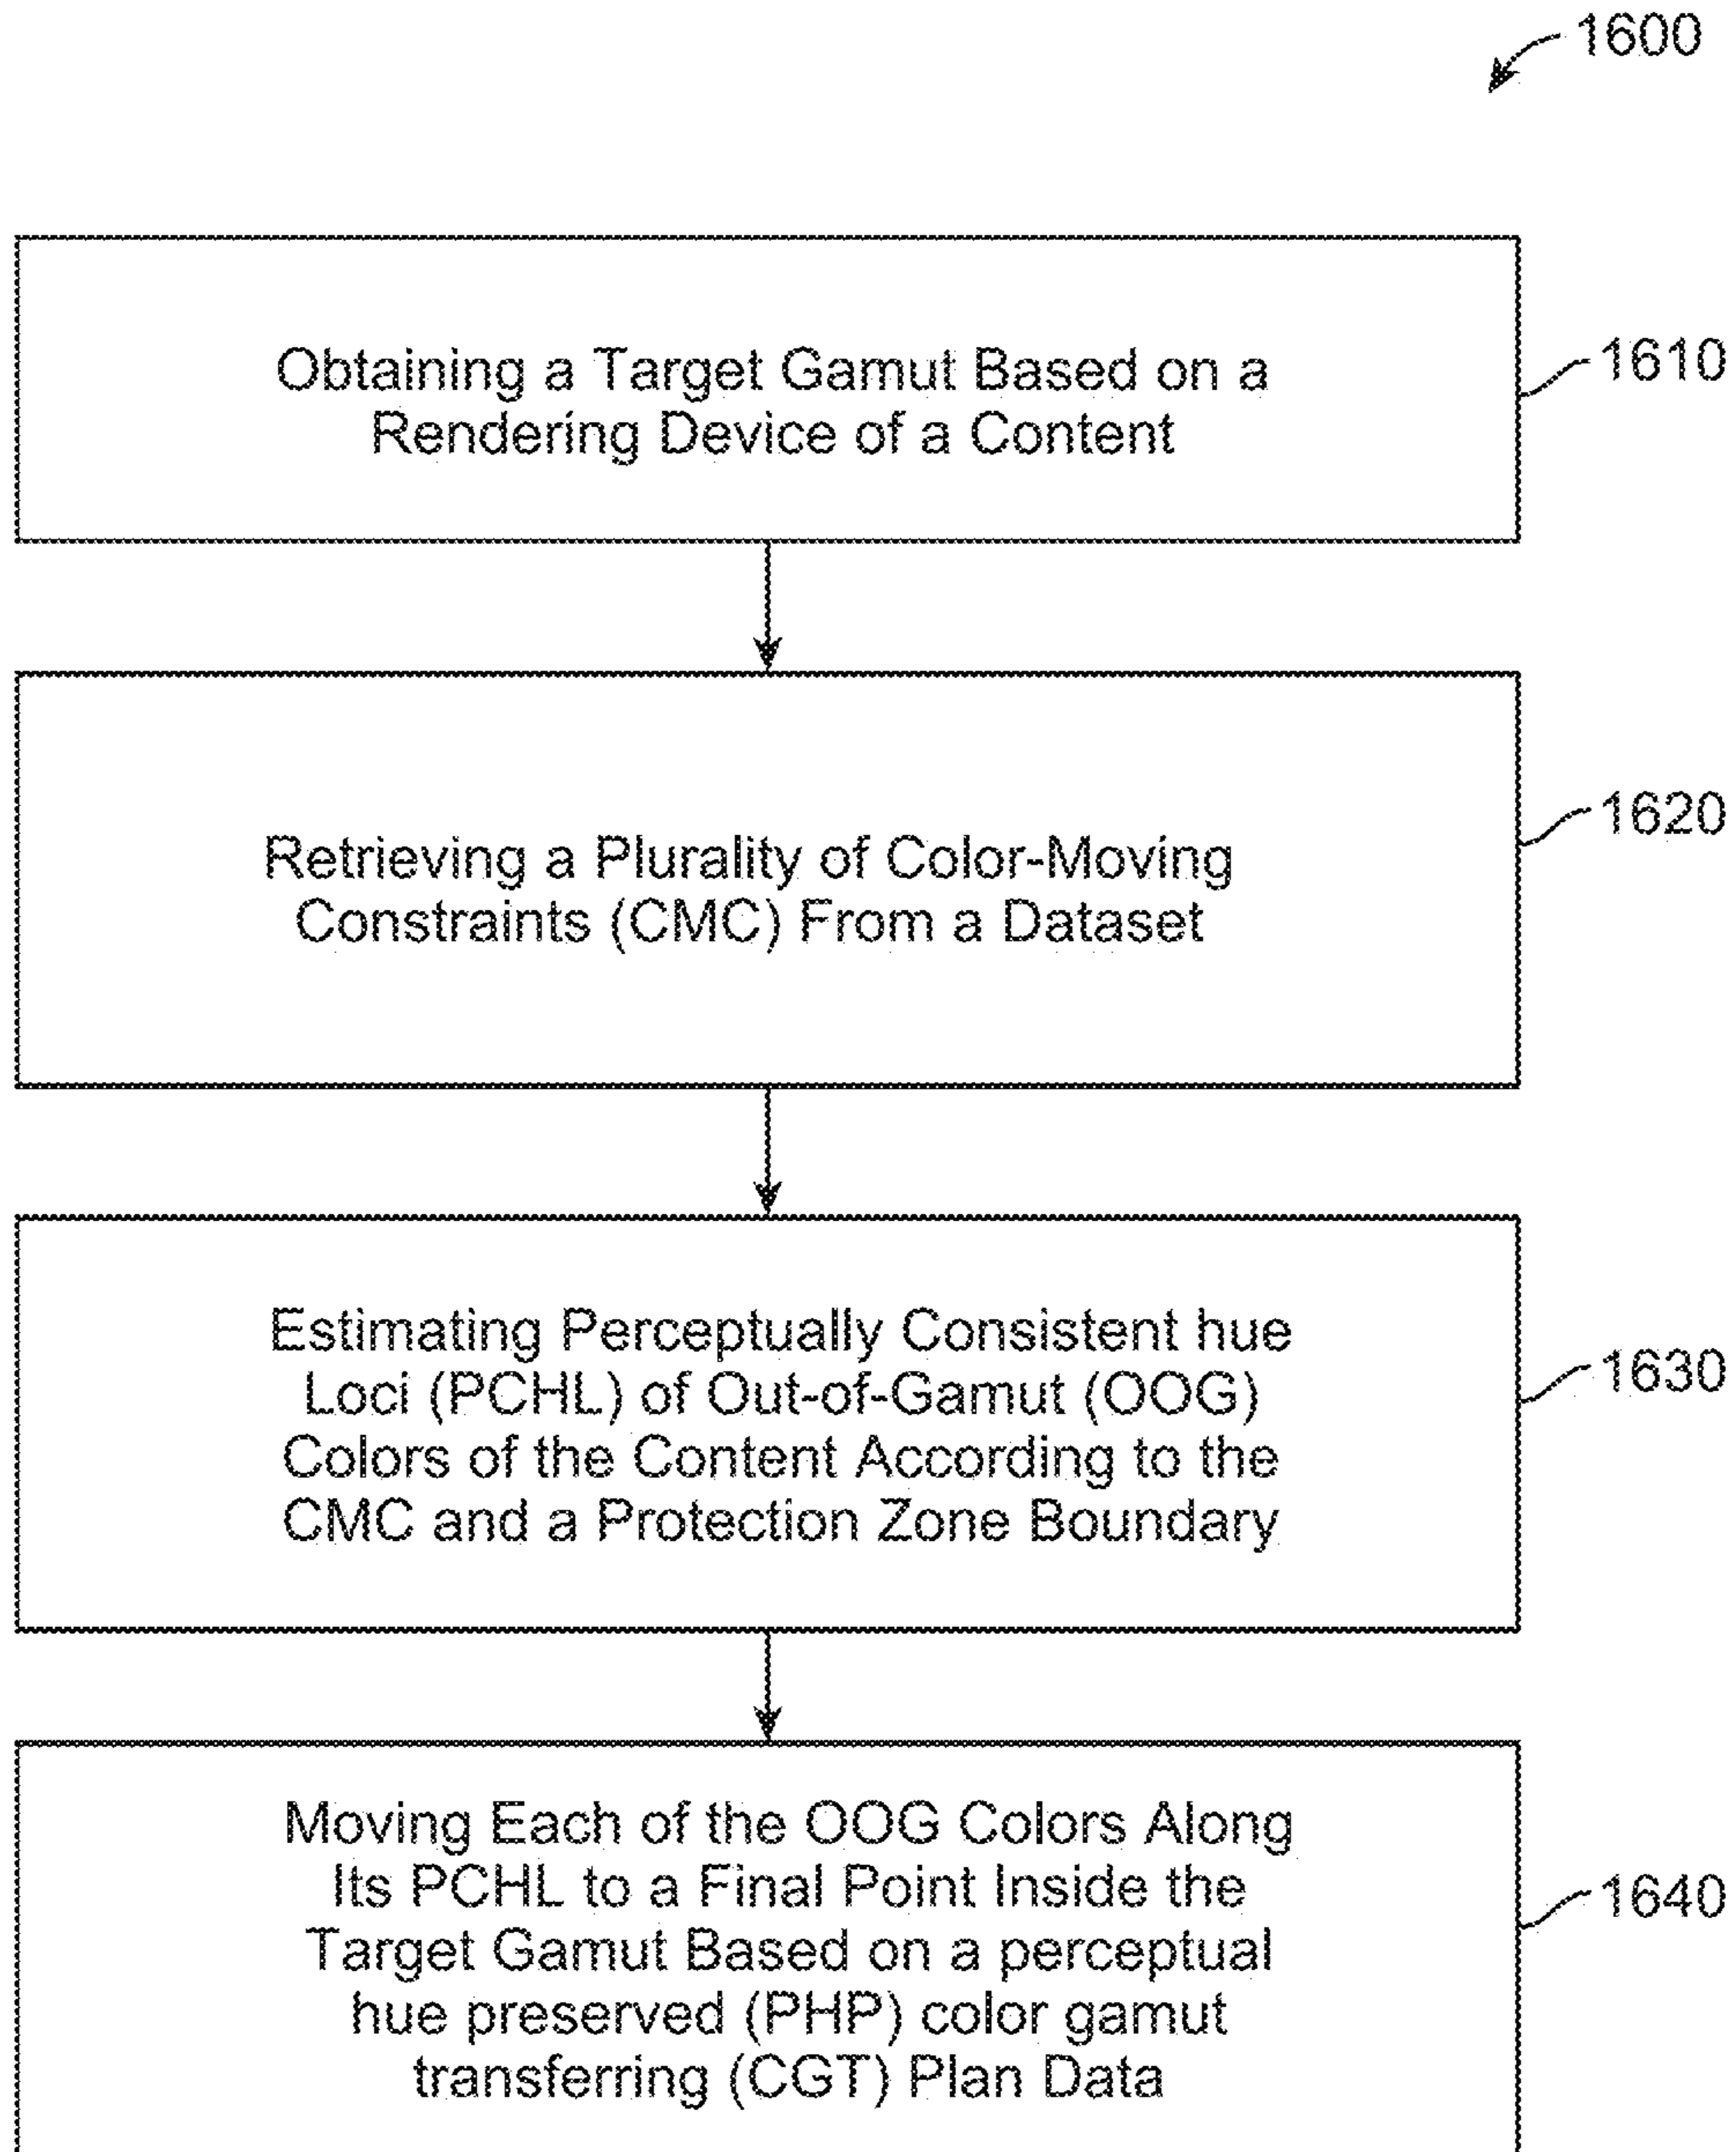 1600
Obtaining a Target Gamut Based on a
Rendering Device of a Content
1610
Retrieving a Plurality of Color-Moving
Constraints (CMC) From a Dataset
1620
Estimating Perceptually Consistent hue
Loci (PCHL) of Out-of-Gamut (OOG)
Colors of the Content According to the
CMC and a Protection Zone Boundary
1630
Moving Each of the OOG Colors Along
Its PCHL to a Final Point Inside the
Target Gamut Based on a perceptual
hue preserved (PHP) color gamut
transferring (CGT) Plan Data
1640